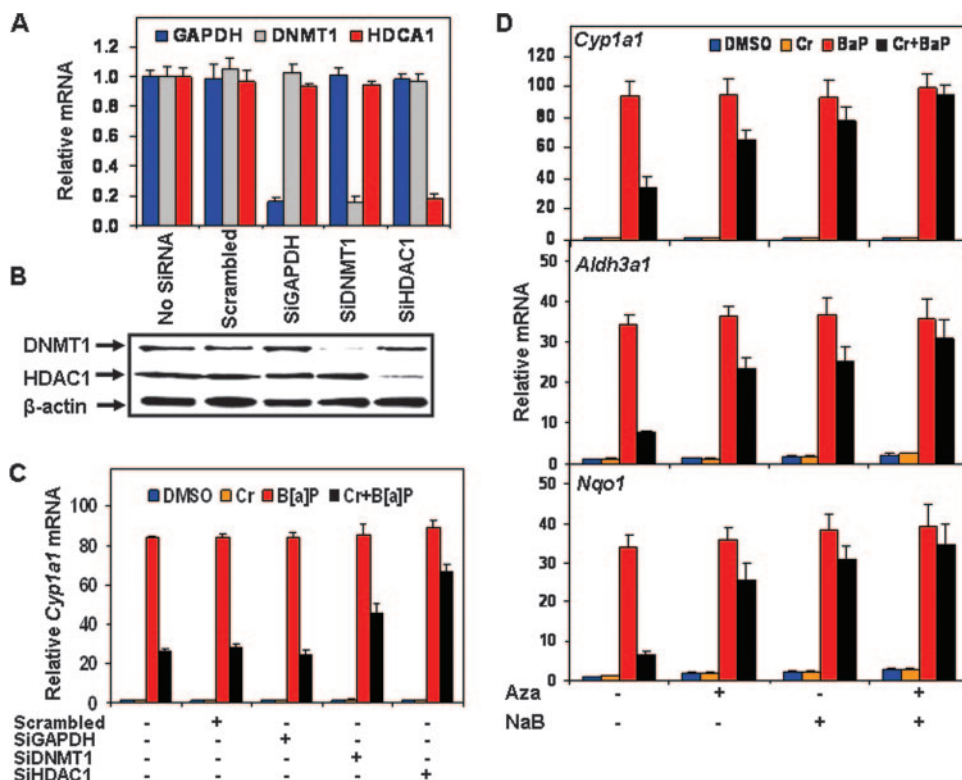 A
GAPDH DNMT1 HDCA1
Relative mRNA
1.2
1.0
0.8
0.6
0.4
0.2
0.0
No SiRNA
Scrambled
SiGAPDH
SiDNMT1
SiHDAC1
B
DNMT1
HDAC1
β-actin
C
DMSO Cr B[a]P Cr+B[a]P
Relative Cyp1a1 mRNA
100
80
60
40
20
0
Scrambled - + - - -
SiGAPDH - - + - -
SiDNMT1 - - - + -
SiHDAC1 - - - - +
D
Cyp1a1
DMSO Cr BaP Cr+BaP
120
100
80
60
40
20
0
Aldh3a1
Relative mRNA
50
40
30
20
10
0
Nqo1
50
40
30
20
10
0
Aza - + - +
NaB - - + +